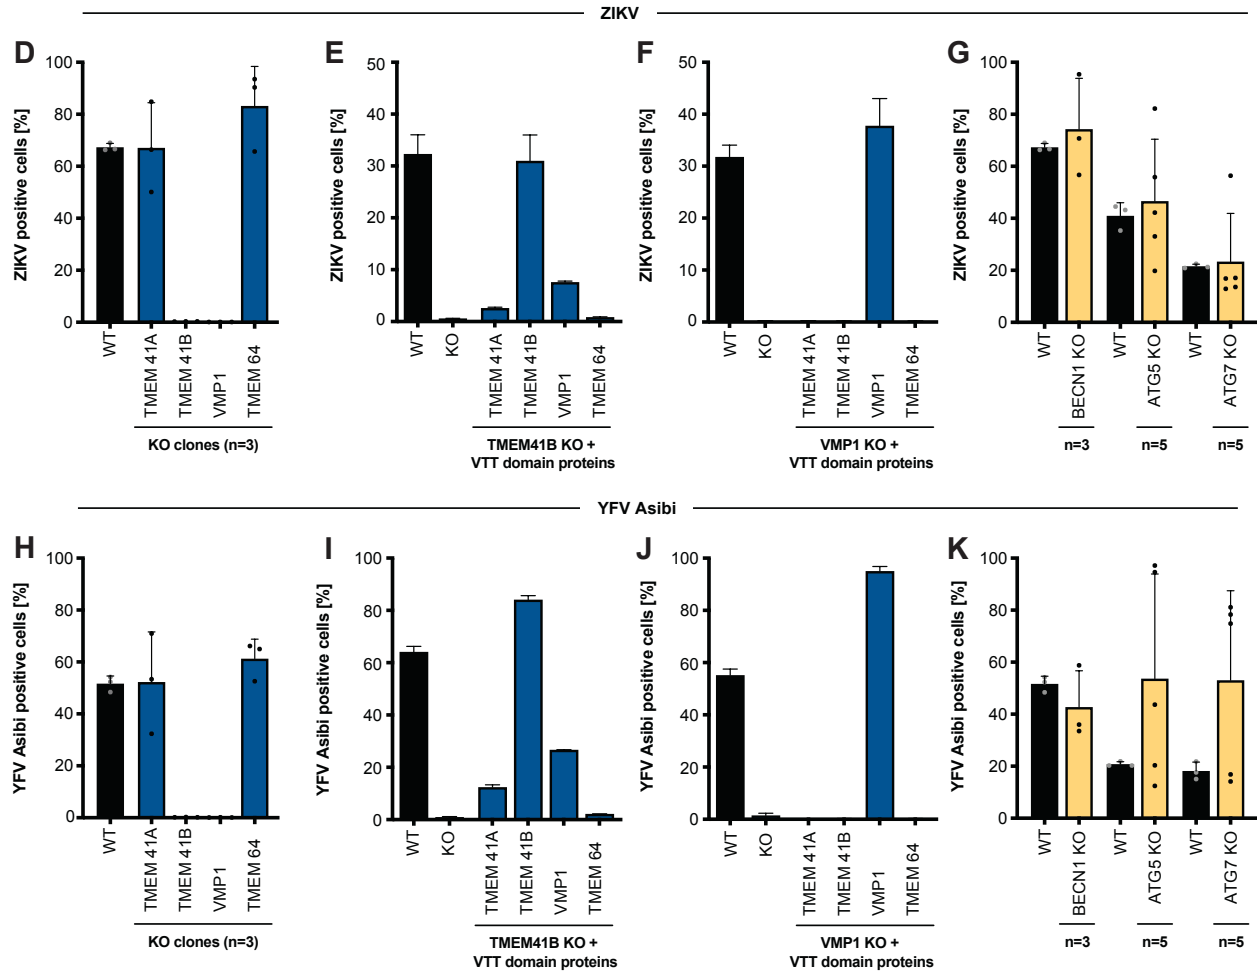 ZIKV
D
E
F
G
ZIKV positive cells [%]
100
80
60
40
20
0
WT
TMEM 41A
TMEM 41B
VMP1
TMEM 64
KO clones (n=3)
ZIKV positive cells [%]
50
40
30
20
10
0
WT
KO
TMEM 41A
TMEM 41B
VMP1
TMEM 64
TMEM41B KO +
VTT domain proteins
ZIKV positive cells [%]
50
40
30
20
10
0
WT
KO
TMEM 41A
TMEM 41B
VMP1
TMEM 64
VMP1 KO +
VTT domain proteins
ZIKV positive cells [%]
100
80
60
40
20
0
WT
BECN1 KO
WT
ATG5 KO
WT
ATG7 KO
n=3
n=5
n=5
YFV Asibi
H
I
J
K
YFV Asibi positive cells [%]
100
80
60
40
20
0
WT
TMEM 41A
TMEM 41B
VMP1
TMEM 64
KO clones (n=3)
YFV Asibi positive cells [%]
100
80
60
40
20
0
WT
KO
TMEM 41A
TMEM 41B
VMP1
TMEM 64
TMEM41B KO +
VTT domain proteins
YFV Asibi positive cells [%]
100
80
60
40
20
0
WT
KO
TMEM 41A
TMEM 41B
VMP1
TMEM 64
VMP1 KO +
VTT domain proteins
YFV Asibi positive cells [%]
100
80
60
40
20
0
WT
BECN1 KO
WT
ATG5 KO
WT
ATG7 KO
n=3
n=5
n=5